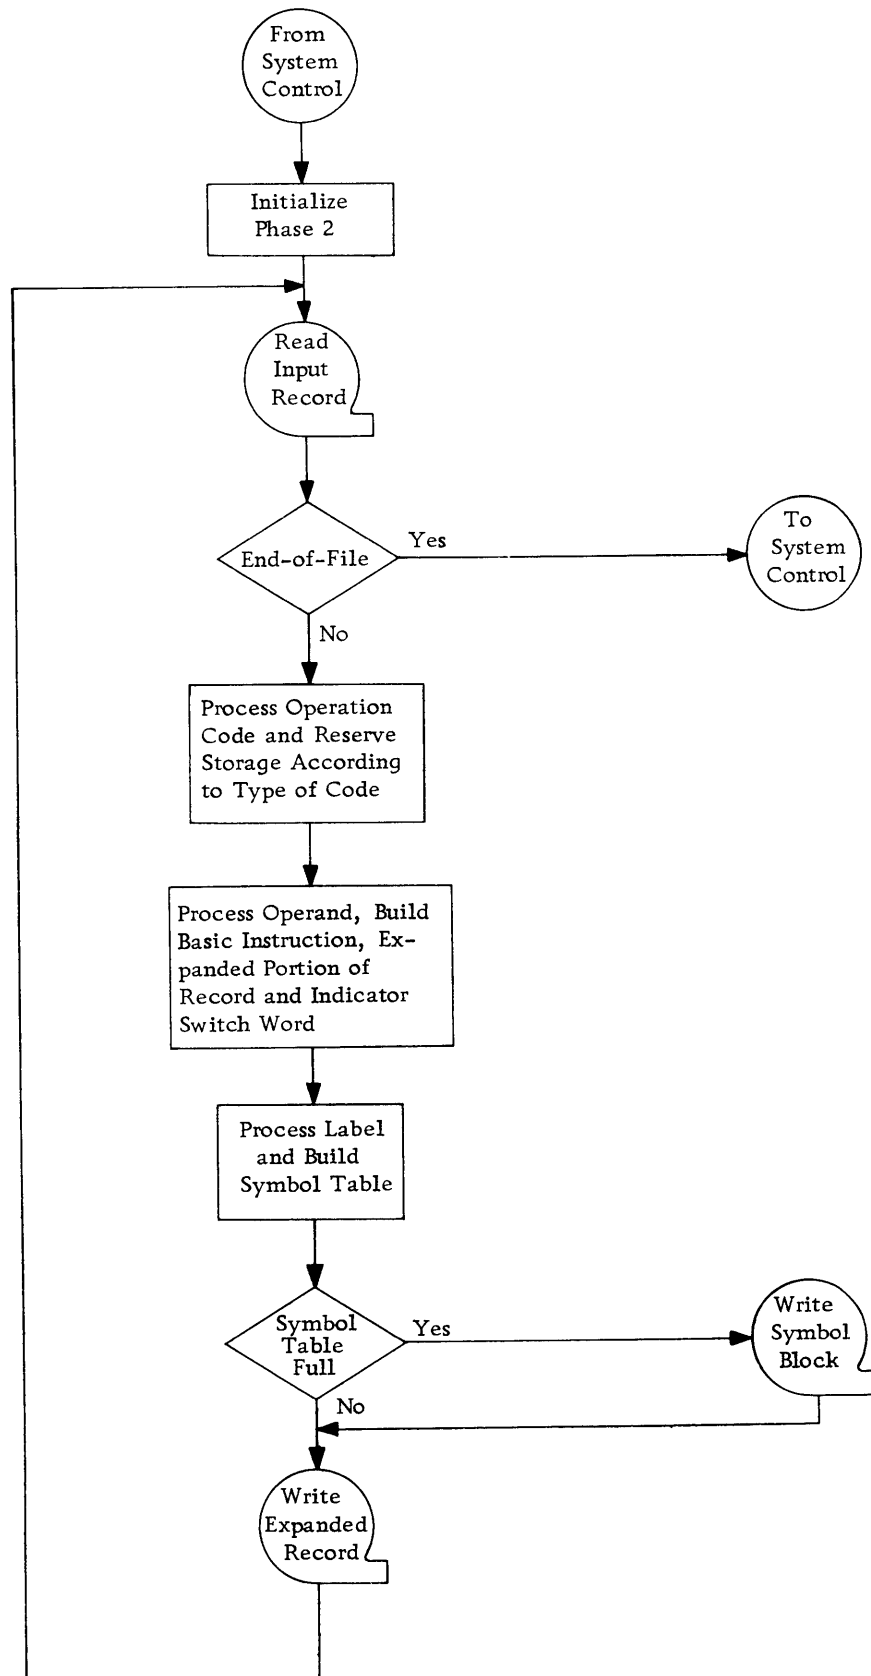 From
System
Control
Initialize
Phase 2
Read
Input
Record
End-of-File
Yes
To
System
Control
No
Process Operation
Code and Reserve
Storage According
to Type of Code
Process Operand, Build
Basic Instruction, Ex-
panded Portion of
Record and Indicator
Switch Word
Process Label
and Build
Symbol Table
Symbol
Table
Full
Yes
Write
Symbol
Block
No
Write
Expanded
Record